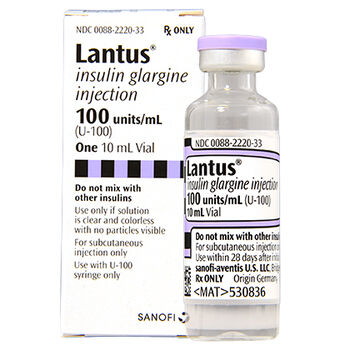 NDC 0088-2220-33
Rx ONLY
Lantus®
insulin glargine
injection
100 units/mL
(U-100)
One 10 mL Vial
Do not mix with
other insulins
Use only if solution
is clear and colorless
with no particles visible
For subcutaneous
injection only
Use with U-100
syringe only
SANOFI
NDC 0088-2220-33
Lantus®
insulin glargine injection
100 units/mL (U-100)
10 mL Vial
Do not mix with other insulins
For subcutaneous injection
Use within 28 days after
sanofi-aventis U.S. LLC.
Rx ONLY Origin Germany
<MAT>530836